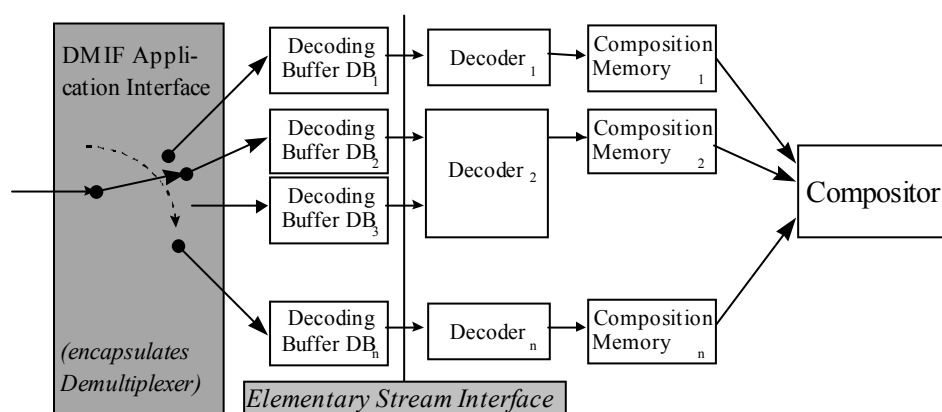 DMIF Appli-
cation Interface
(encapsulates
Demultiplexer)
Decoding
Buffer DB1
Decoder 1
Composition
Memory 1
Decoding
Buffer DB2
Decoding
Buffer DB3
Decoder 2
Composition
Memory 2
Compositor
Decoding
Buffer DBn
Decoder n
Composition
Memory n
Elementary Stream Interface